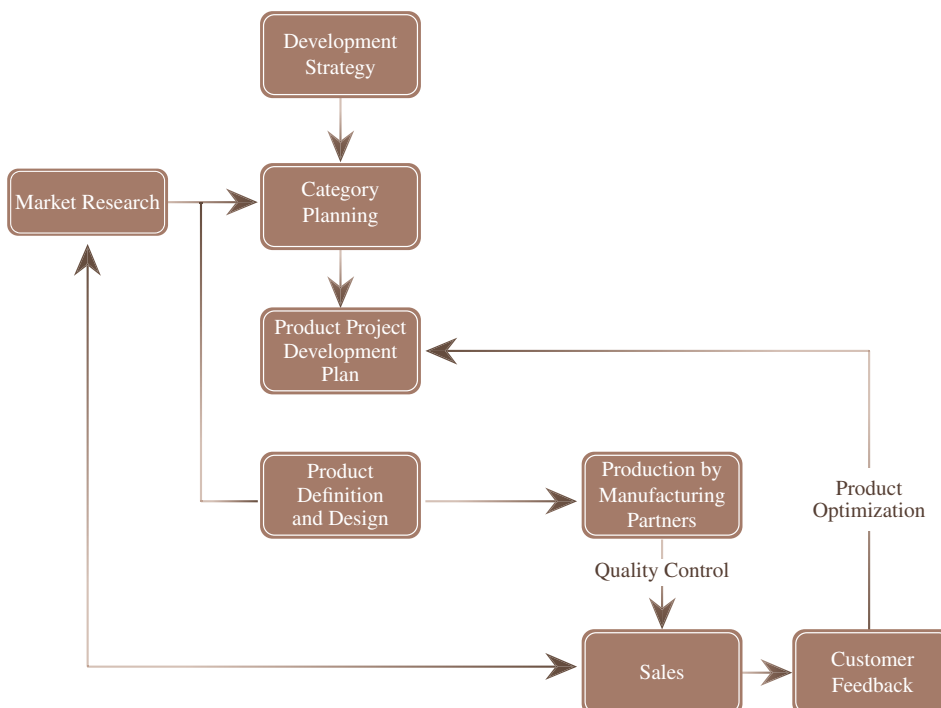 Development
Strategy
Market Research
Category
Planning
Product Project
Development
Plan
Product
Definition
and Design
Production by
Manufacturing
Partners
Product
Optimization
Quality Control
Sales
Customer
Feedback